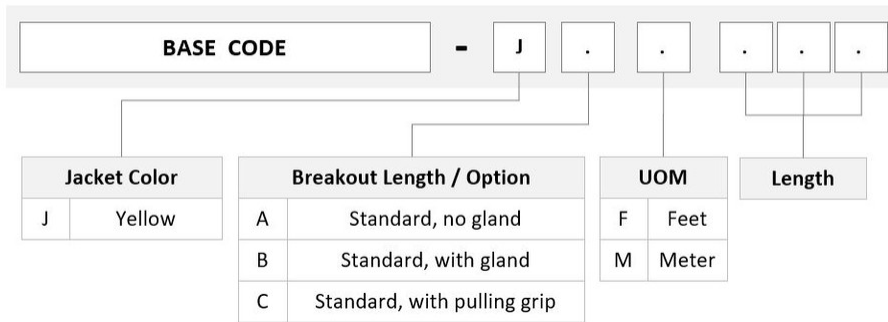 BASE CODE - J . . . . .
Jacket Color Breakout Length / Option UOM Length
J Yellow A Standard, no gland F Feet
B Standard, with gland M Meter
C Standard, with pulling grip